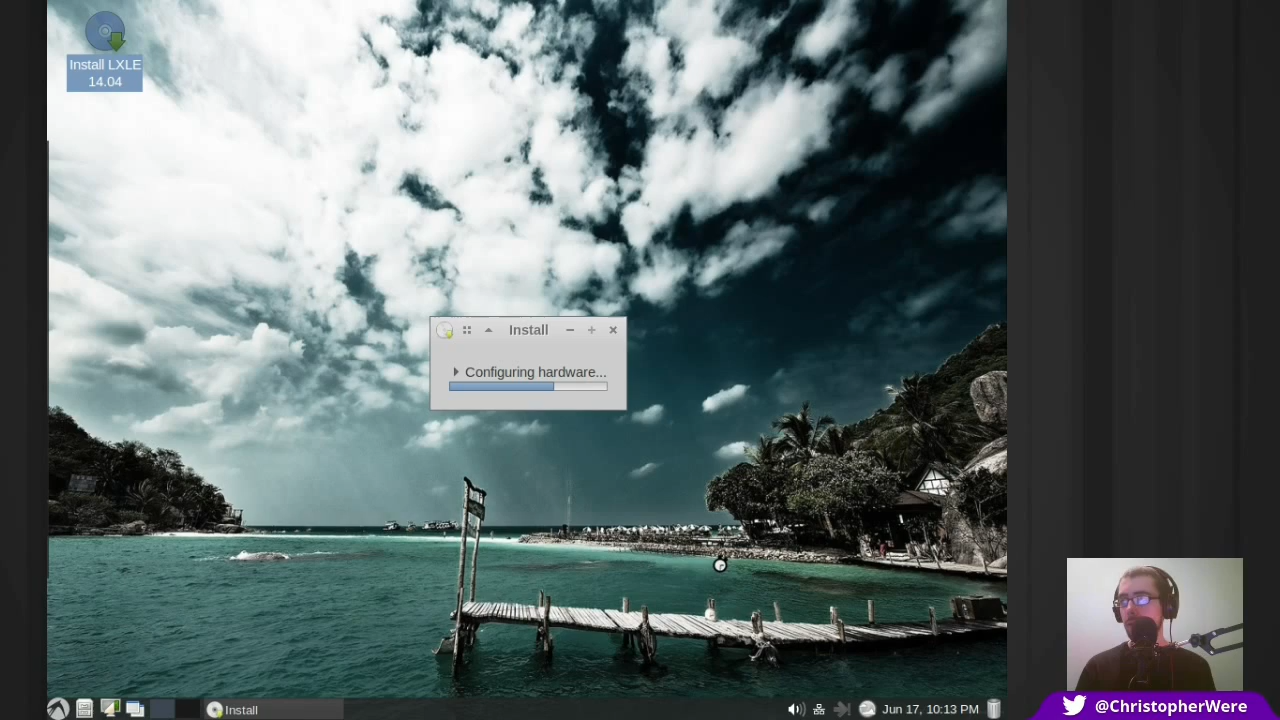 Install LXLE
14.04
Install
Configuring hardware...
Install
Jun 17, 10:13 PM
@ChristopherWere